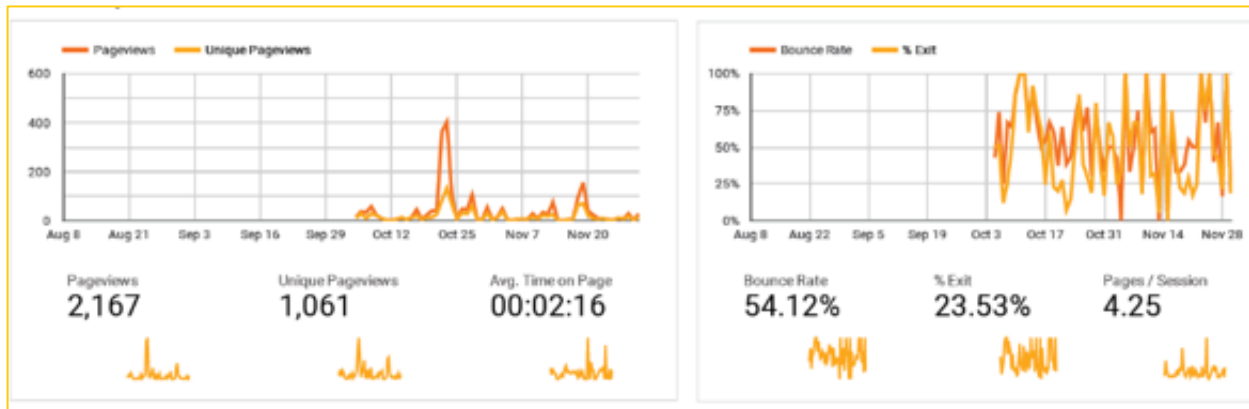 Pageviews Unique Pageviews
600
400
200
0
Aug 8 Aug 21 Sep 3 Sep 16 Sep 29 Oct 12 Oct 25 Nov 7 Nov 20
Pageviews Unique Pageviews Avg. Time on Page
2,167 1,061 00:02:16
Bounce Rate % Exit
100%
75%
50%
25%
0%
Aug 8 Aug 22 Sep 5 Sep 19 Oct 3 Oct 17 Oct 31 Nov 14 Nov 28
Bounce Rate % Exit Pages / Session
54.12% 23.53% 4.25